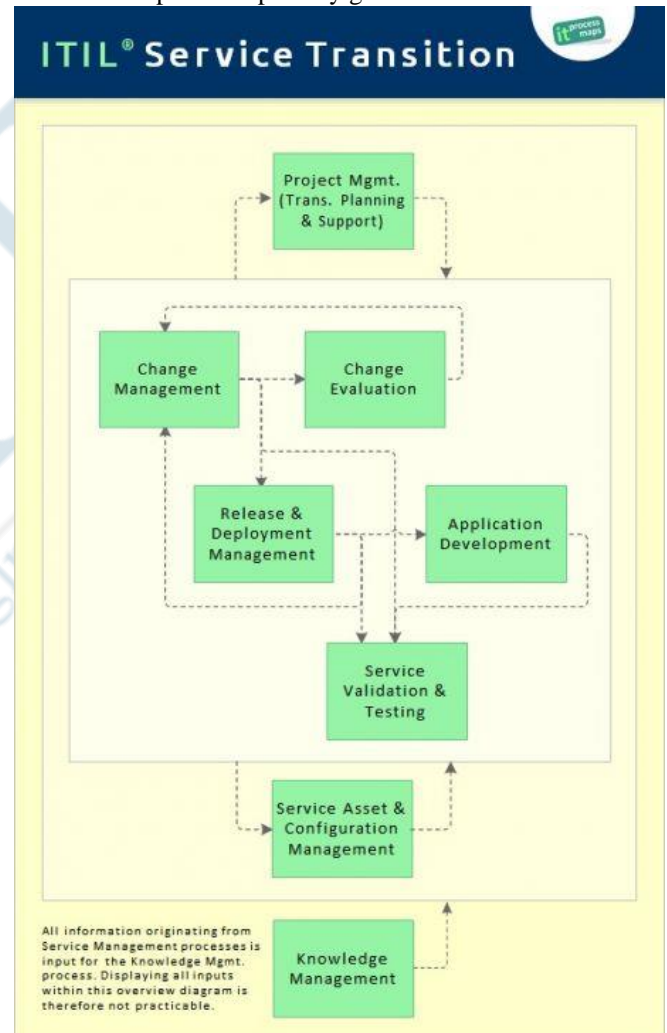 ITIL® Service Transition
it process
maps
Project Mgmt.
(Trans. Planning
& Support)
Change
Management
Change
Evaluation
Release &
Deployment
Management
Application
Development
Service
Validation &
Testing
Service Asset &
Configuration
Management
All information originating from
Service Management processes is
input for the Knowledge Mgmt.
process. Displaying all inputs
within this overview diagram is
therefore not practicable.
Knowledge
Management